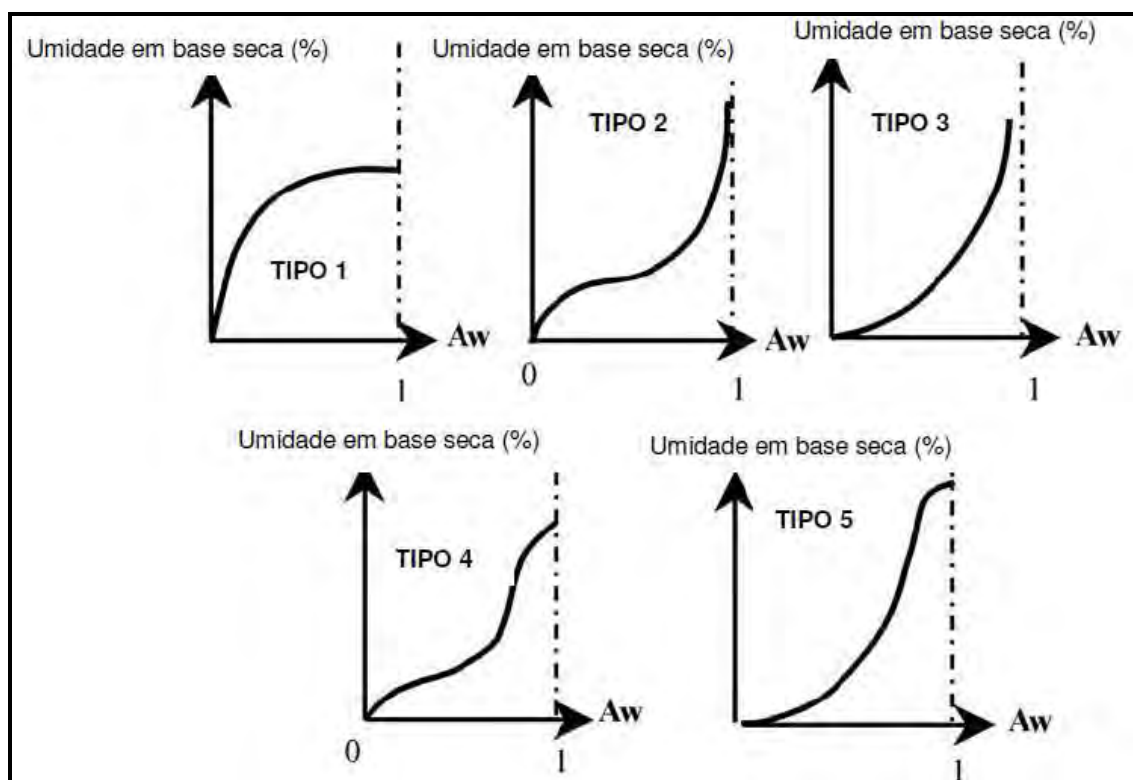 Umidade em base seca (%)
TIPO 1
Aw
1
Umidade em base seca (%)
TIPO 2
Aw
0
1
Umidade em base seca (%)
TIPO 3
Aw
1
Umidade em base seca (%)
TIPO 4
Aw
0
1
Umidade em base seca (%)
TIPO 5
Aw
1